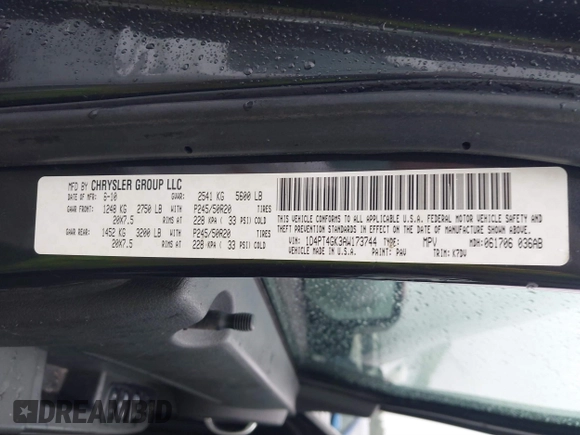 MFD BY CHRYSLER GROUP LLC
DATE OF MFR: 6-10 GVWR: 2541 KG 5600 LB
GAWR FRONT: 1248 KG 2750 LB WITH P245/50R20 TIRES
20X7.5 RIMS AT 228 KPA( 33 PSI) COLD
GAWR REAR: 1452 KG 3200 LB WITH P245/50R20 TIRES
20X7.5 RIMS AT 228 KPA( 33 PSI) COLD
THIS VEHICLE CONFORMS TO ALL APPLICABLE U.S.A. FEDERAL MOTOR VEHICLE SAFETY AND
THEFT PREVENTION STANDARDS IN EFFECT ON THE DATE OF MANUFACTURE SHOWN ABOVE.
VIN: 1D4PT4GK3AW173744 TYPE: MPV MDH: 061706 036AB
VEHICLE MADE IN U.S.A. PAINT: PAV TRIM: K7DV
DREAMBID